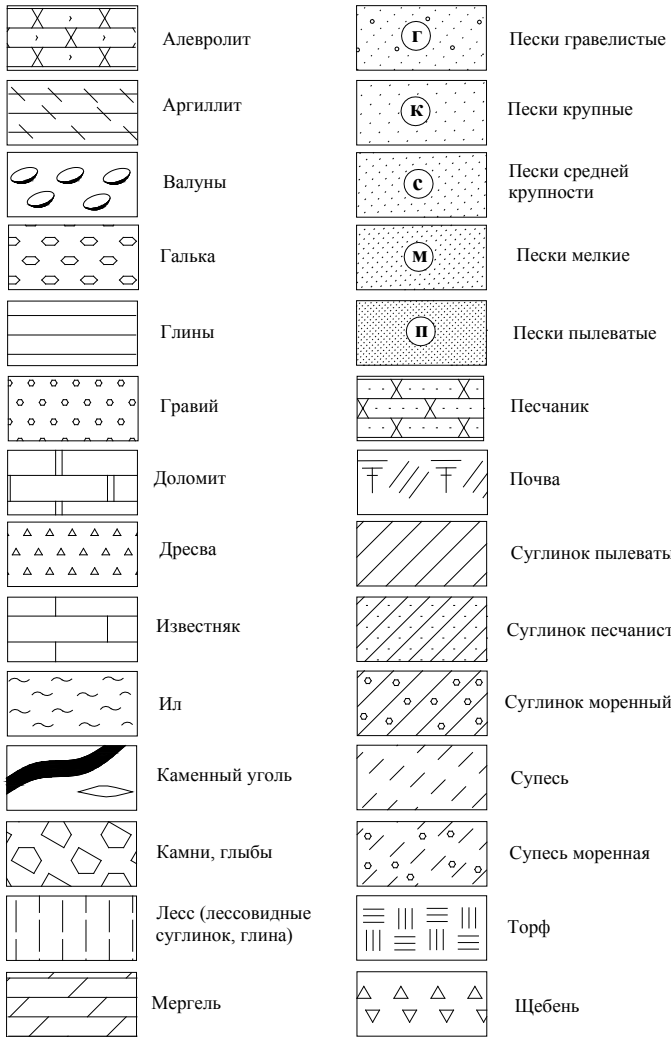 Алевролит
Аргиллит
Валуны
Галька
Глины
Гравий
Доломит
Дресва
Известняк
Ил
Каменный уголь
Камни, глыбы
Лесс (лессовидные
суглинок, глина)
Мергель
г
Пески гравелистые
к
Пески крупные
с
Пески средней
крупности
м
Пески мелкие
п
Пески пылеватые
Песчаник
Почва
Суглинок пылеваты
Суглинок песчанист
Суглинок моренный
Супесь
Супесь моренная
Торф
Щебень